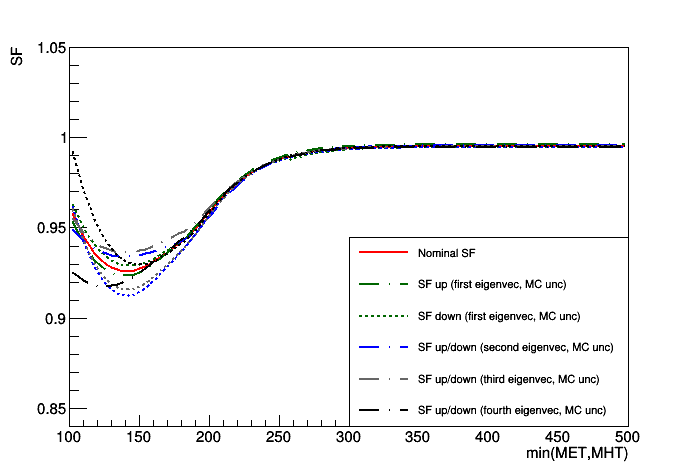 SF
1.05
1
0.95
0.9
0.85
Nominal SF
SF up (first eigenvec, MC unc)
SF down (first eigenvec, MC unc)
SF up/down (second eigenvec, MC unc)
SF up/down (third eigenvec, MC unc)
SF up/down (fourth eigenvec, MC unc)
100 150 200 250 300 350 400 450 500
min(MET,MHT)